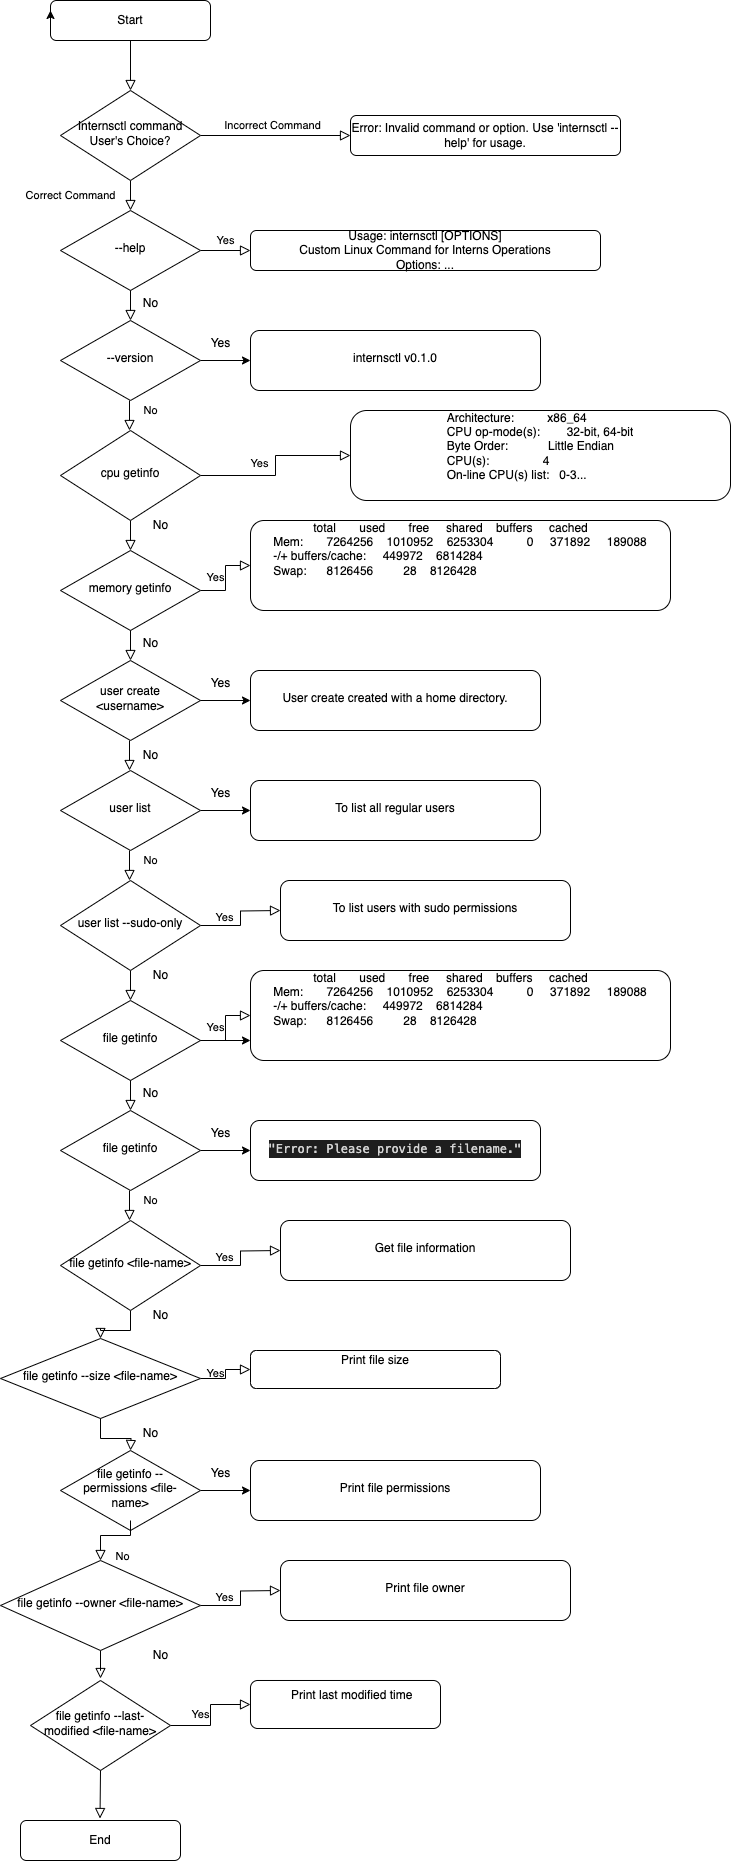 Start
Internsctl command
User's Choice?
Incorrect Command
Error: Invalid command or option. Use 'internsctl --
help' for usage.
Correct Command
--help
Yes
Usage: internsctl [OPTIONS]
Custom Linux Command for Interns Operations
Options: ...
No
--version
Yes
internsctl v0.1.0
No
cpu getinfo
Yes
Architecture: x86_64
CPU op-mode(s): 32-bit, 64-bit
Byte Order: Little Endian
CPU(s): 4
On-line CPU(s) list: 0-3...
No
memory getinfo
Yes
total used free shared buffers cached
Mem: 7264256 1010952 6253304 0 371892 189088
-/+ buffers/cache: 449972 6814284
Swap: 8126456 28 8126428
No
user create
<username>
Yes
User create created with a home directory.
No
user list
Yes
To list all regular users
No
user list --sudo-only
Yes
To list users with sudo permissions
No
file getinfo
Yes
total used free shared buffers cached
Mem: 7264256 1010952 6253304 0 371892 189088
-/+ buffers/cache: 449972 6814284
Swap: 8126456 28 8126428
No
file getinfo
Yes
"Error: Please provide a filename."
No
file getinfo <file-name>
Yes
Get file information
No
file getinfo --size <file-name>
Yes
Print file size
No
file getinfo --
permissions <file-
name>
Yes
Print file permissions
No
file getinfo --owner <file-name>
Yes
Print file owner
No
file getinfo --last-
modified <file-name>
Yes
Print last modified time
End